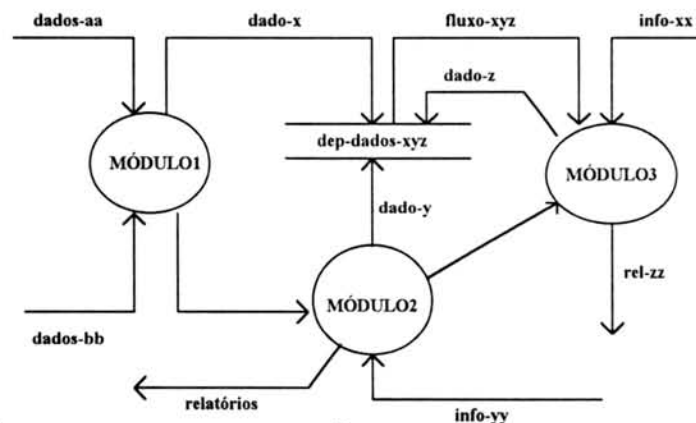 dados-aa
dado-x
fluxo-xyz
info-xx
dado-z
dep-dados-xyz
MÓDULO1
MÓDULO3
dado-y
rel-zz
MÓDULO2
dados-bb
relatórios
info-yy